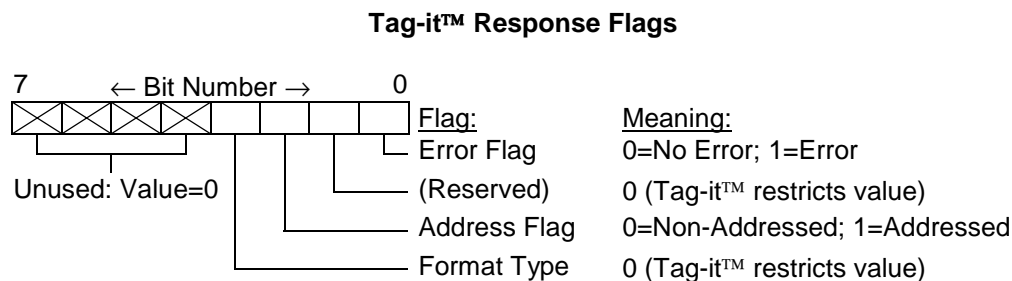 Tag-it™ Response Flags
7 ← Bit Number → 0
Flag: Meaning:
Error Flag 0=No Error; 1=Error
Unused: Value=0 (Reserved) 0 (Tag-it™ restricts value)
Address Flag 0=Non-Addressed; 1=Addressed
Format Type 0 (Tag-it™ restricts value)